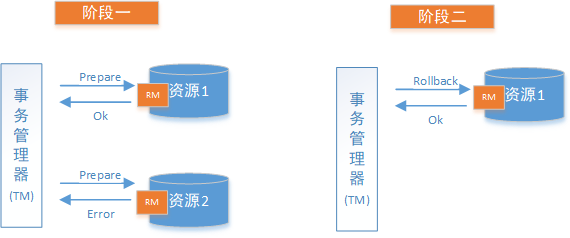 阶段一
阶段二
事务管理器
(TM)
Prepare
Ok
RM
资源1
Prepare
Error
RM
资源2
事务管理器
(TM)
Rollback
Ok
RM
资源1